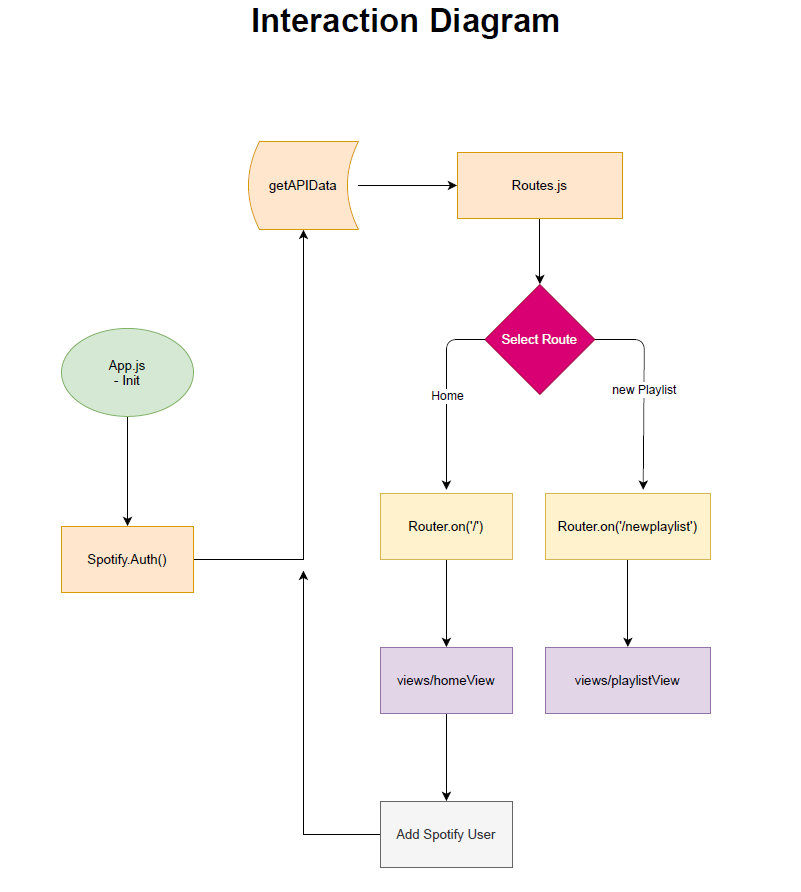 Interaction Diagram
getAPIData
Routes.js
Select Route
App.js
- Init
Home
new Playlist
Spotify.Auth()
Router.on('/')
Router.on('/newplaylist')
views/homeView
views/playlistView
Add Spotify User